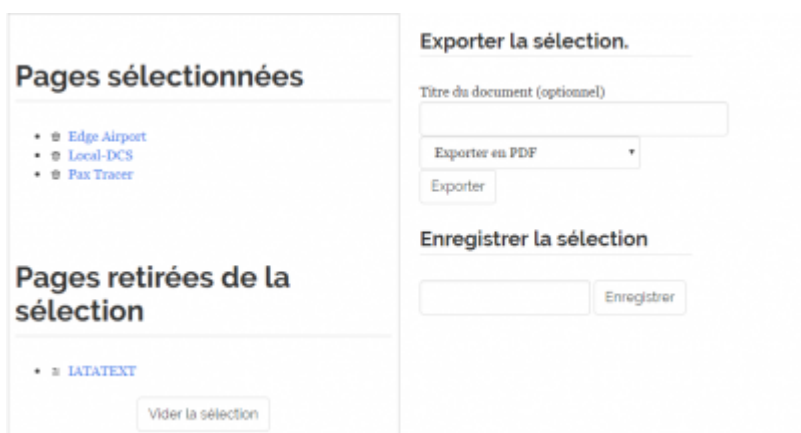 Pages sélectionnées
Edge Airport
Local-DCS
Pax Tracer
Pages retirées de la
sélection
IATATEXT
Vider la sélection
Exporter la sélection.
Titre du document (optionnel)
Exporter en PDF
Exporter
Enregistrer la sélection
Enregistrer